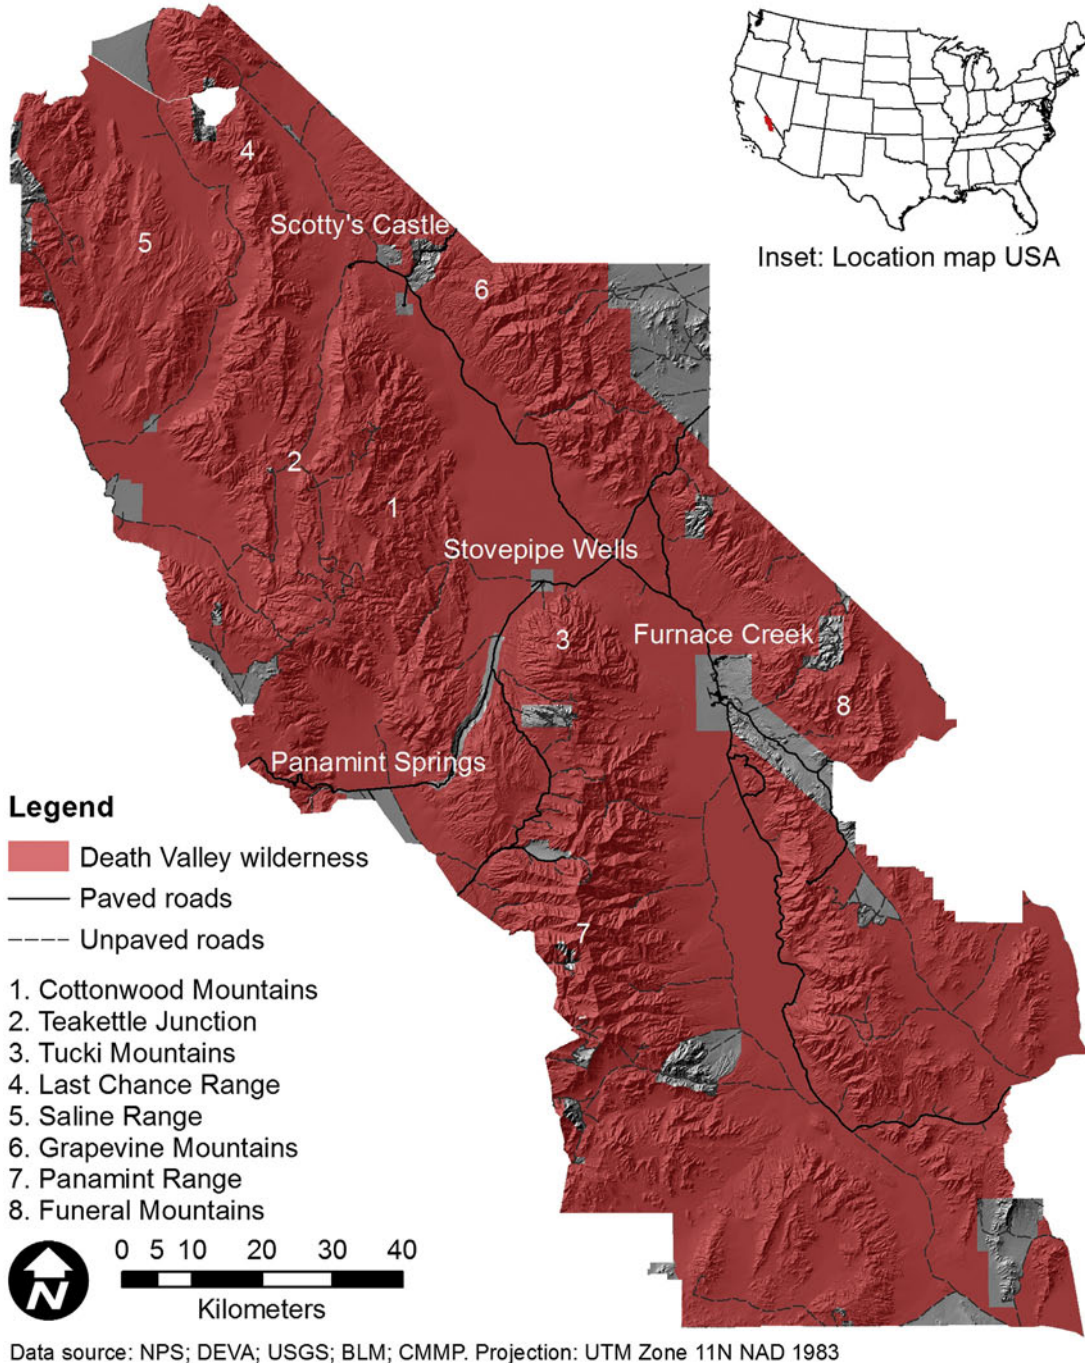 4
5
Scotty's Castle
6
Inset: Location map USA
2
1
Stovepipe Wells
3
Furnace Creek
8
Panamint Springs
7
Legend
Death Valley wilderness
Paved roads
Unpaved roads
1. Cottonwood Mountains
2. Teakettle Junction
3. Tucki Mountains
4. Last Chance Range
5. Saline Range
6. Grapevine Mountains
7. Panamint Range
8. Funeral Mountains
N
0 5 10 20 30 40
Kilometers
Data source: NPS; DEVA; USGS; BLM; CMMP. Projection: UTM Zone 11N NAD 1983